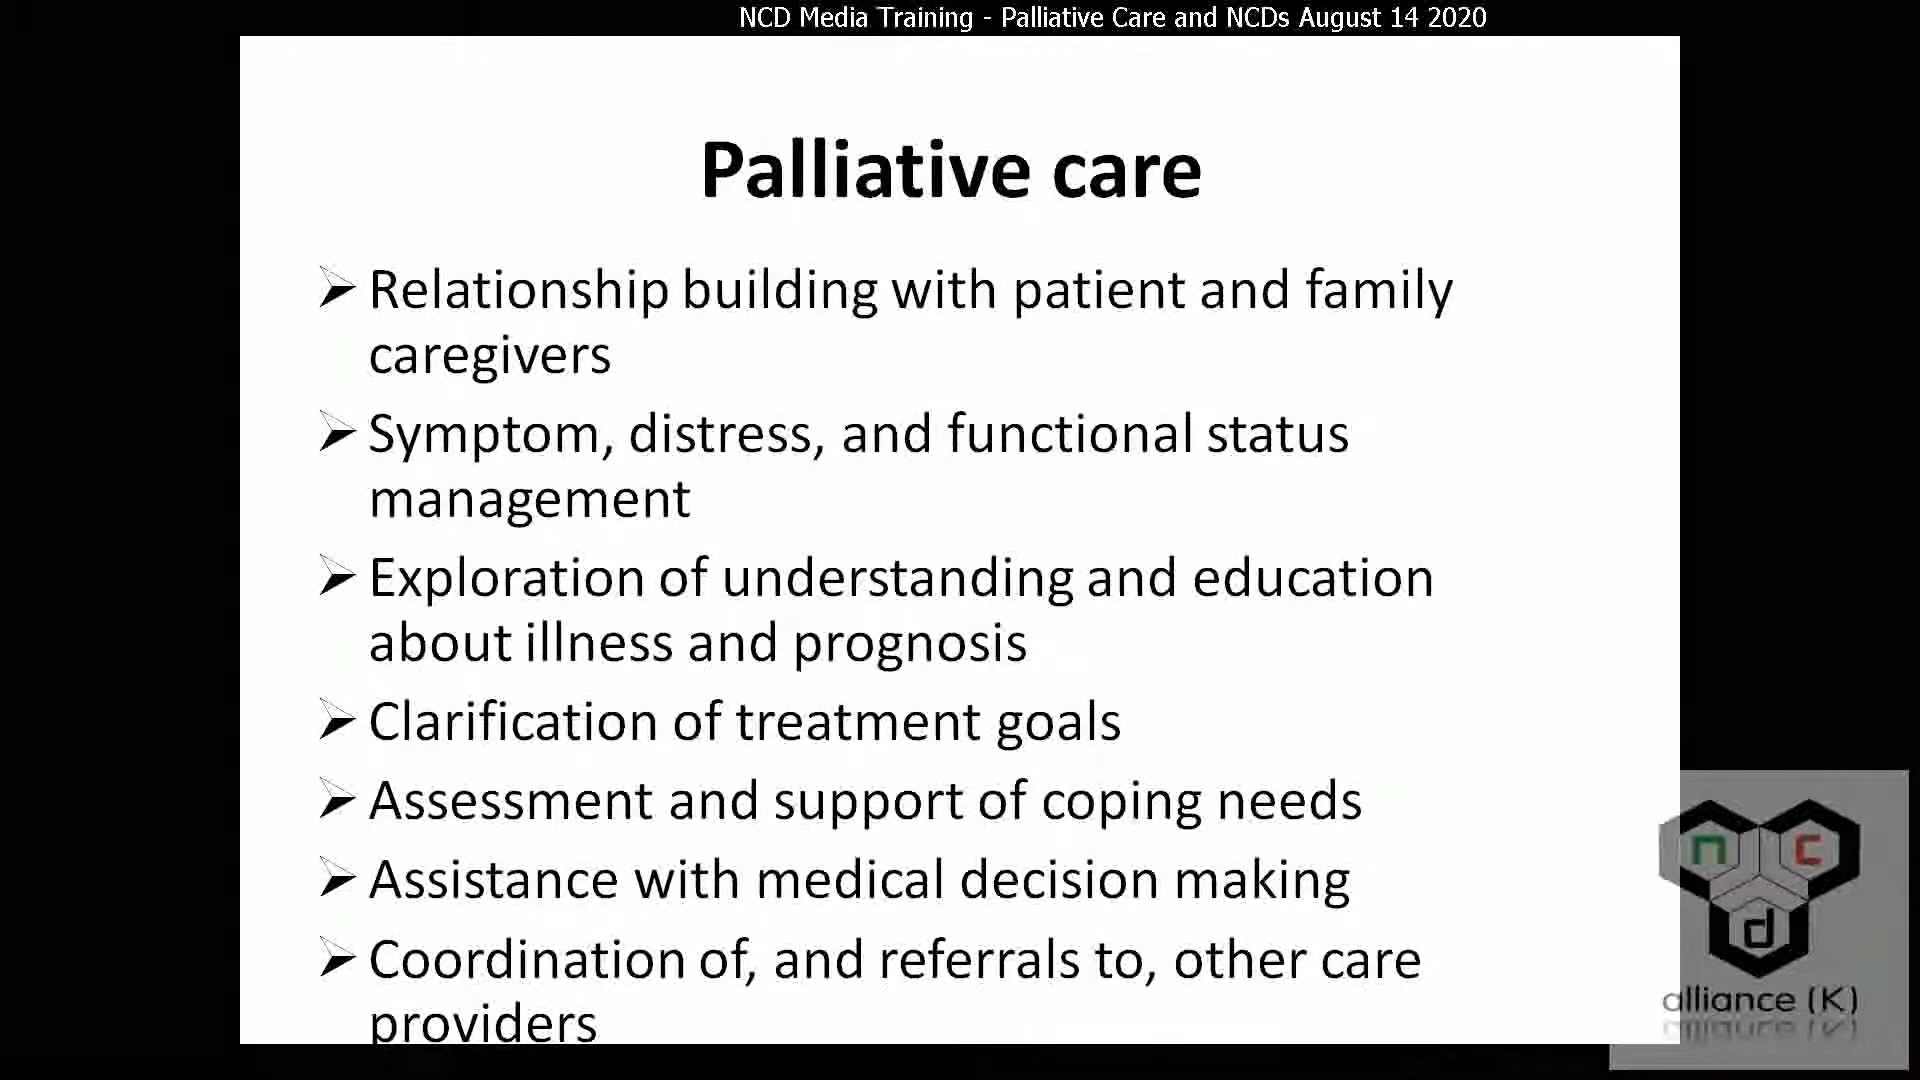 NCD Media Training - Palliative Care and NCDs August 14 2020
Palliative care
Relationship building with patient and family
caregivers
Symptom, distress, and functional status
management
Exploration of understanding and education
about illness and prognosis
Clarification of treatment goals
Assessment and support of coping needs
Assistance with medical decision making
Coordination of, and referrals to, other care
providers
n c
d
alliance (K)